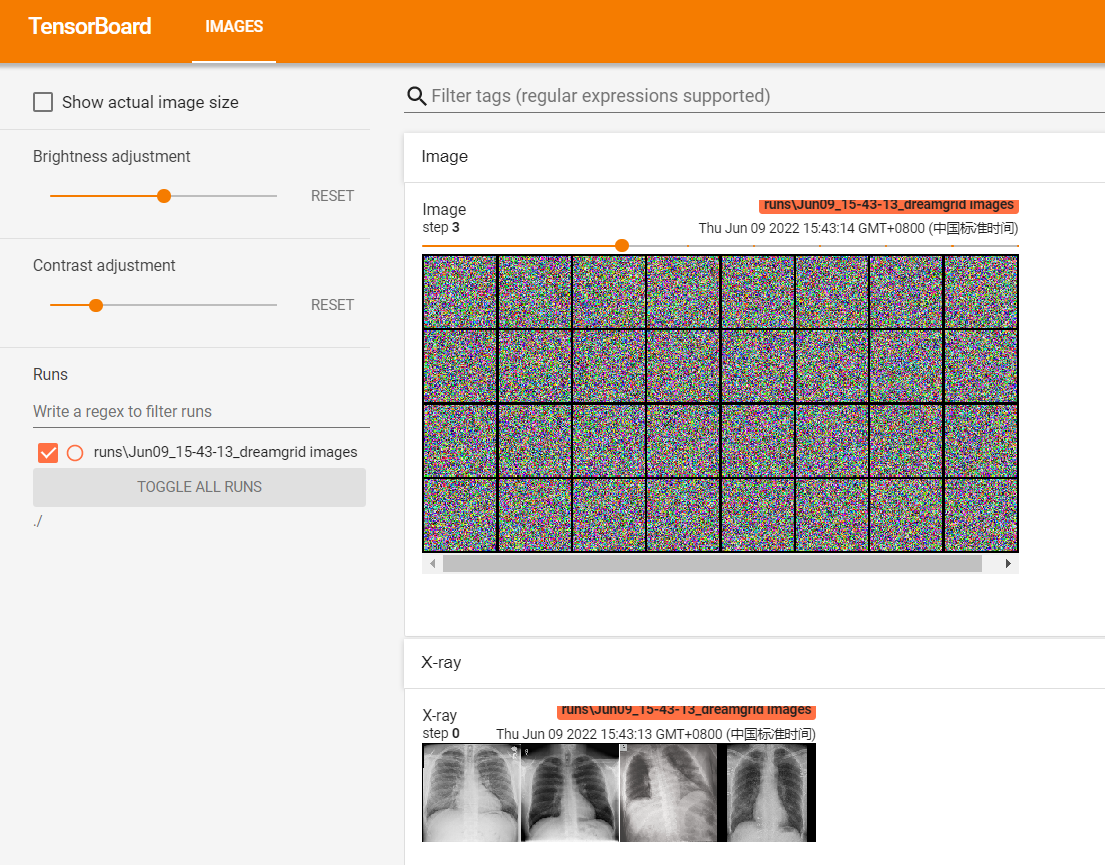 TensorBoard
IMAGES
Show actual image size
Brightness adjustment
RESET
Contrast adjustment
RESET
Runs
Write a regex to filter runs
runs\Jun09_15-43-13_dreamgrid images
TOGGLE ALL RUNS
./
Filter tags (regular expressions supported)
Image
Image
runs\Jun09_15-43-13_dreamgrid images
step 3
Thu Jun 09 2022 15:43:14 GMT+0800 (中国标准时间)
X-ray
X-ray
runs\Jun09_15-43-13_dreamgrid images
step 0
Thu Jun 09 2022 15:43:13 GMT+0800 (中国标准时间)